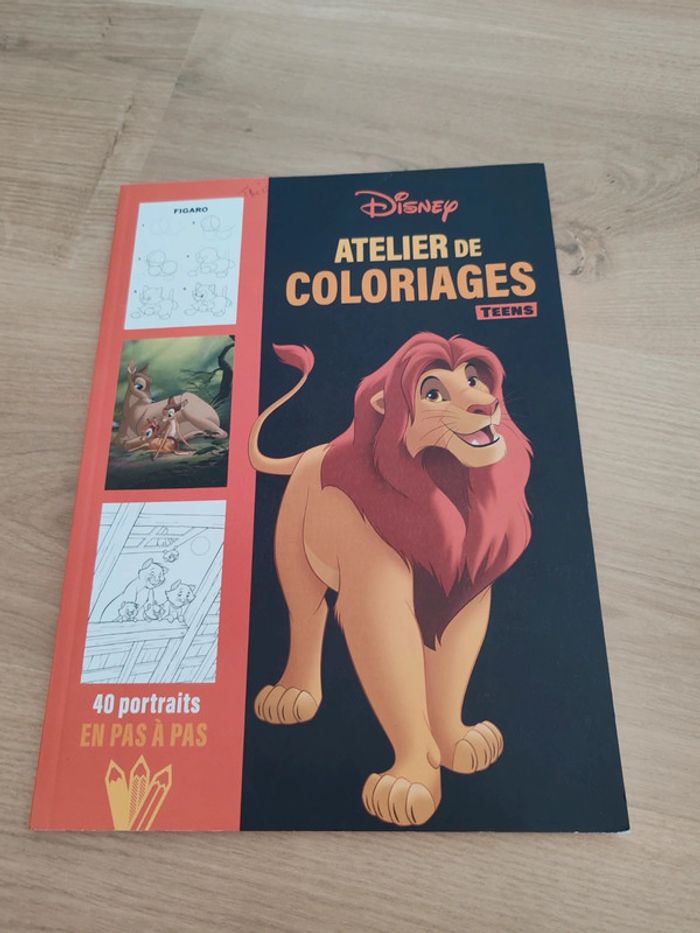 FIGARO
DISNEY
ATELIER DE
COLORIAGES
TEENS
40 portraits
EN PAS À PAS